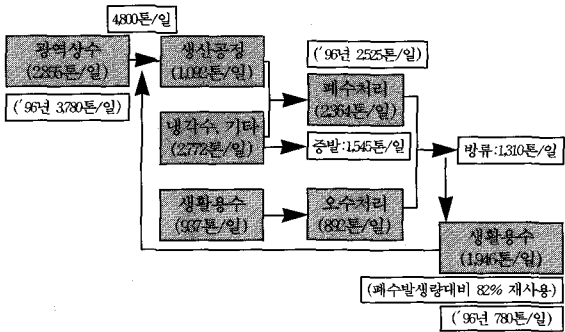 4,800톤/일
광역상수
(2,855톤/일)
(´96년 3,780톤/일)
생산공정
(1,092톤/일)
(´96년 2,525톤/일)
폐수처리
(2,364톤/일)
냉각수, 기타
(2,772톤/일)
증발:1,545톤/일
방류:1,310톤/일
생활용수
(937톤/일)
오수처리
(892톤/일)
생활용수
(1,946톤/일)
(폐수발생량대비 82% 재사용)
(´96년 780톤/일)